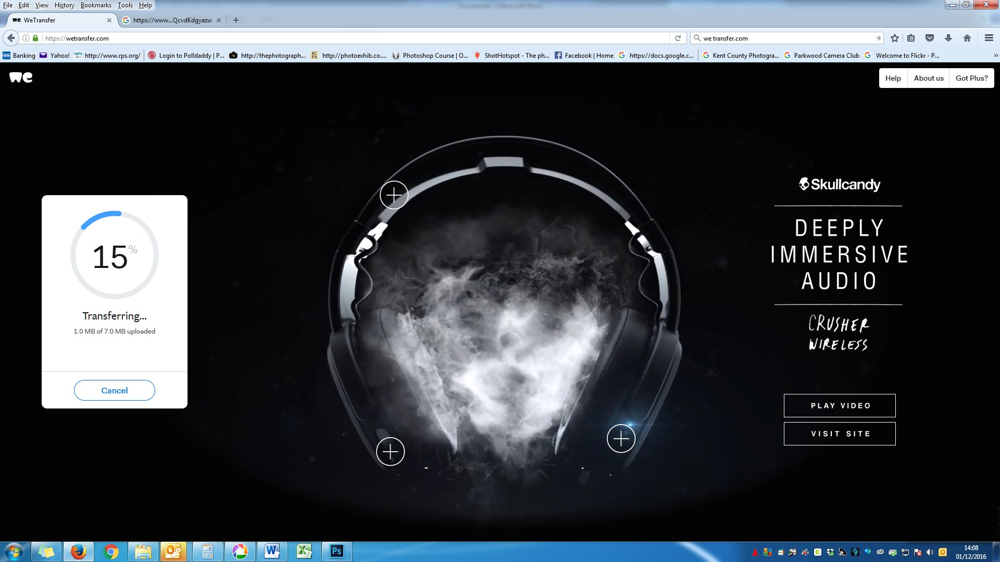 File Edit View History Bookmarks Tools Help
WeTransfer
https://www...QcvdKdgyazw
https://wetransfer.com
we transfer.com
Banking
Yahoo!
http://www.rps.org/
Login to Polldaddy | P...
http://thephotograph...
http://photoexhib.co....
Photoshop Course | O...
ShotHotspot - The ph...
Facebook | Home
https://docs.google.c...
Kent County Photogra...
Parkwood Camera Club
Welcome to Flickr - P...
we
Help
About us
Got Plus?
15%
Transferring...
1.0 MB of 7.0 MB uploaded
Cancel
Skullcandy
DEEPLY
IMMERSIVE
AUDIO
CRUSHER
WIRELESS
PLAY VIDEO
VISIT SITE
Ps
14:08
01/12/2016